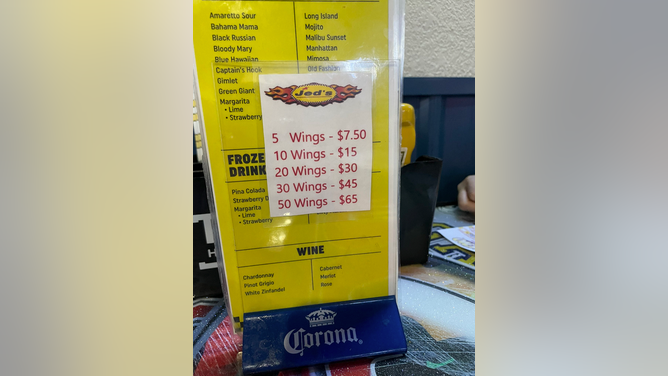 Amaretto Sour
Bahama Mama
Black Russian
Bloody Mary
Blue Hawaiian
Captain's Hook
Gimlet
Green Giant
Margarita
• Lime
• Strawberry
Long Island
Mojito
Malibu Sunset
Manhattan
Mimosa
Old Fashion
Jed's
5 Wings - $7.50
10 Wings - $15
20 Wings - $30
30 Wings - $45
50 Wings - $65
FROZE
DRINK
Pina Colada
Strawberry D
Margarita
• Lime
• Strawberry
WINE
Chardonnay
Pinot Grigio
White Zinfandel
Cabernet
Merlot
Rose
Corona